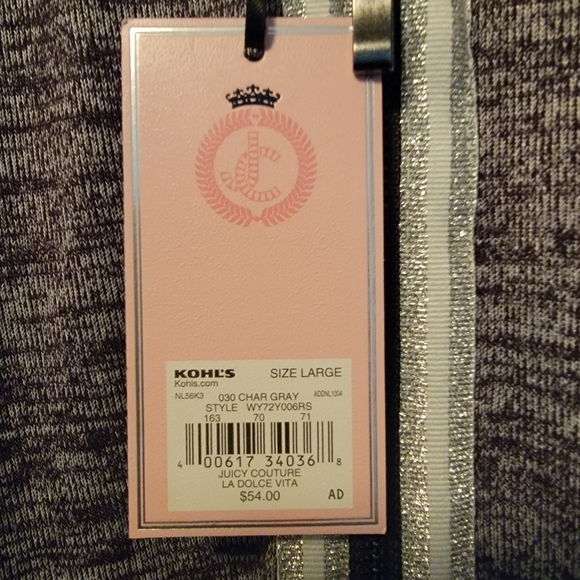 JC
KOHL'S SIZE LARGE
Kohls.com
NL56K3 030 CHAR GRAY ADDNL1004
STYLE WY72Y006RS
163 70 71
4 00617 34036 8
JUICY COUTURE
LA DOLCE VITA
$54.00 AD